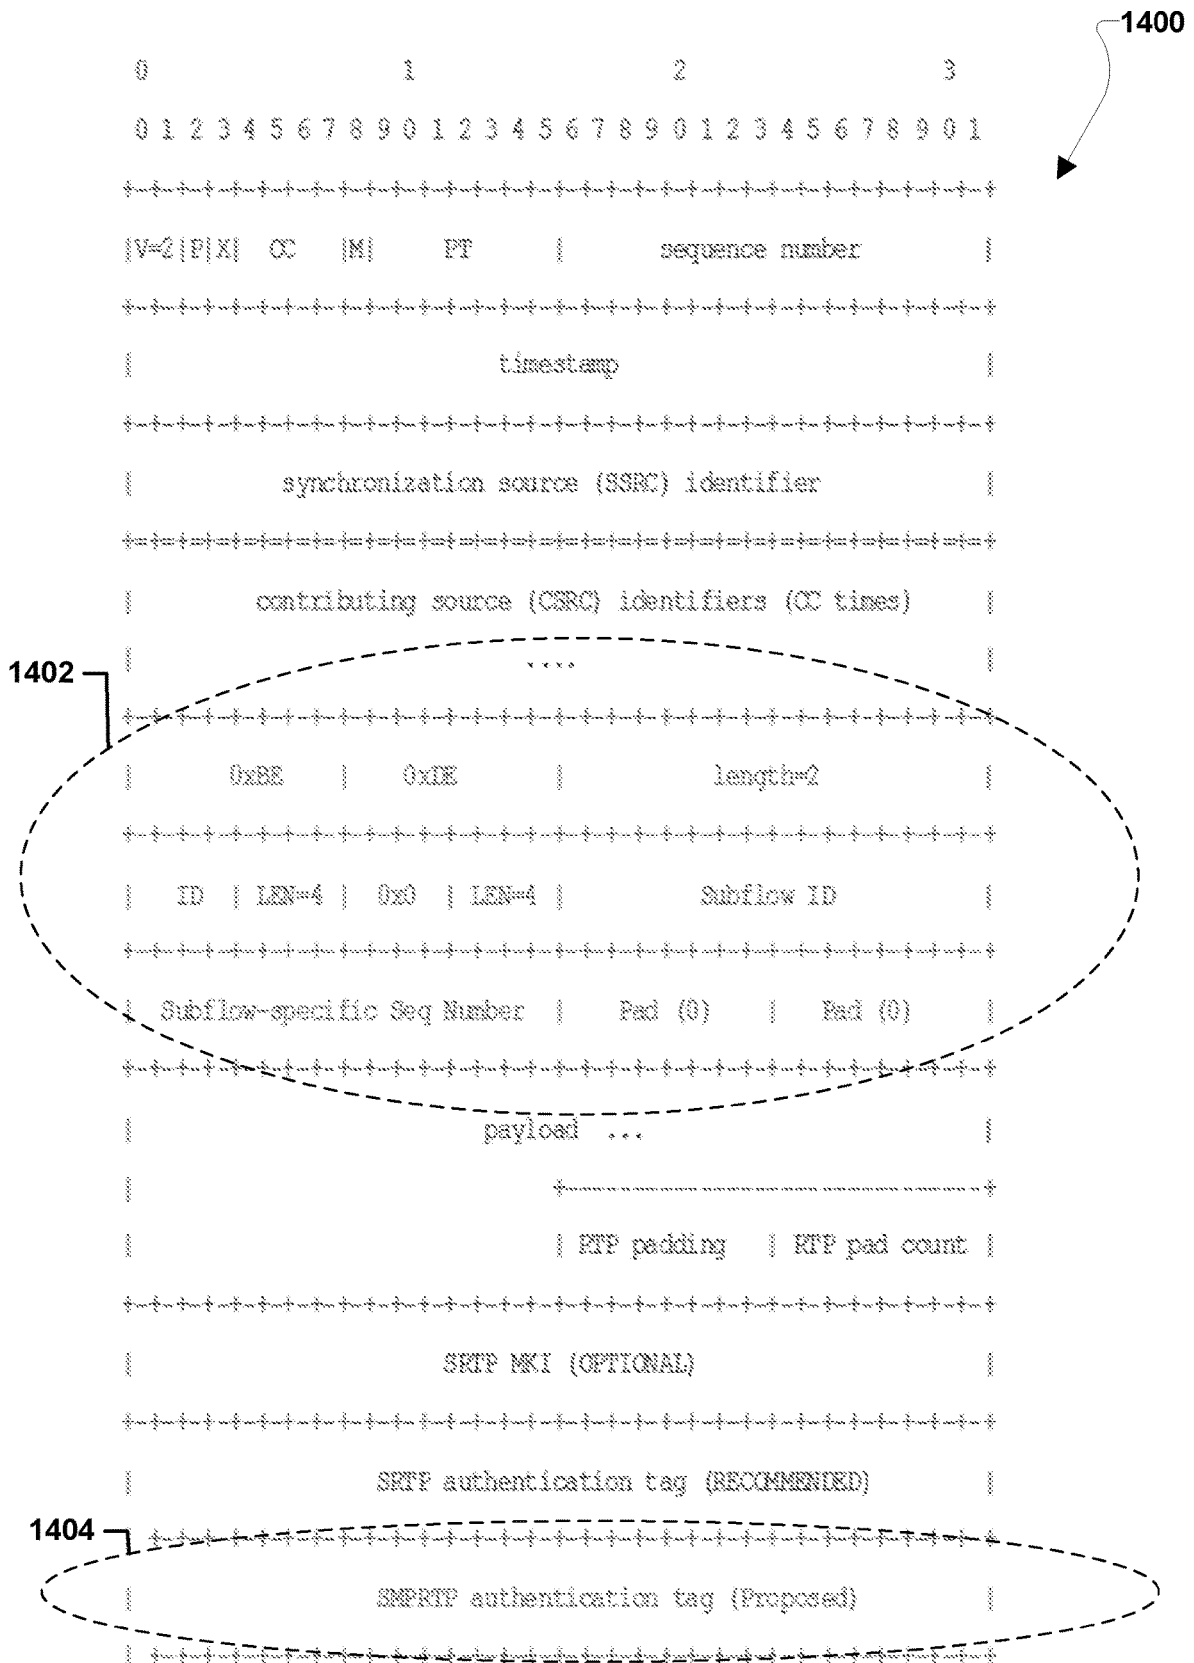 1400
0 1 2 3
0 1 2 3 4 5 6 7 8 9 0 1 2 3 4 5 6 7 8 9 0 1 2 3 4 5 6 7 8 9 0 1
+-+-+-+-+-+-+-+-+-+-+-+-+-+-+-+-+-+-+-+-+-+-+-+-+-+-+-+-+-+-+-+-+
|V=2|P|X| CC |M| PT | sequence number |
+-+-+-+-+-+-+-+-+-+-+-+-+-+-+-+-+-+-+-+-+-+-+-+-+-+-+-+-+-+-+-+-+
| timestamp |
+-+-+-+-+-+-+-+-+-+-+-+-+-+-+-+-+-+-+-+-+-+-+-+-+-+-+-+-+-+-+-+-+
| synchronization source (SSRC) identifier |
+=+=+=+=+=+=+=+=+=+=+=+=+=+=+=+=+=+=+=+=+=+=+=+=+=+=+=+=+=+=+=+=+
| contributing source (CSRC) identifiers (CC times) |
1402
| .... |
+-+-+-+-+-+-+-+-+-+-+-+-+-+-+-+-+-+-+-+-+-+-+-+-+-+-+-+-+-+-+-+-+
| 0xBE | 0xDE | length=2 |
+-+-+-+-+-+-+-+-+-+-+-+-+-+-+-+-+-+-+-+-+-+-+-+-+-+-+-+-+-+-+-+-+
| ID | LEN=4 | 0x0 | LEN=4 | Subflow ID |
+-+-+-+-+-+-+-+-+-+-+-+-+-+-+-+-+-+-+-+-+-+-+-+-+-+-+-+-+-+-+-+-+
| Subflow-specific Seq Number | Pad (0) | Pad (0) |
+-+-+-+-+-+-+-+-+-+-+-+-+-+-+-+-+-+-+-+-+-+-+-+-+-+-+-+-+-+-+-+-+
| payload ... |
| +-------------------------------+
| | RTP padding | RTP pad count |
+-+-+-+-+-+-+-+-+-+-+-+-+-+-+-+-+-+-+-+-+-+-+-+-+-+-+-+-+-+-+-+-+
| SRTP MKI (OPTIONAL) |
+-+-+-+-+-+-+-+-+-+-+-+-+-+-+-+-+-+-+-+-+-+-+-+-+-+-+-+-+-+-+-+-+
| SRTP authentication tag (RECOMMENDED) |
1404
+-+-+-+-+-+-+-+-+-+-+-+-+-+-+-+-+-+-+-+-+-+-+-+-+-+-+-+-+-+-+-+
| SMPRTP authentication tag (Proposed) |
| +-+-+-+-+-+-+-+-+-+-+-+-+-+-+-+-+-+-+-+-+-+-+-+-+-+-+-+-+-+-+-+